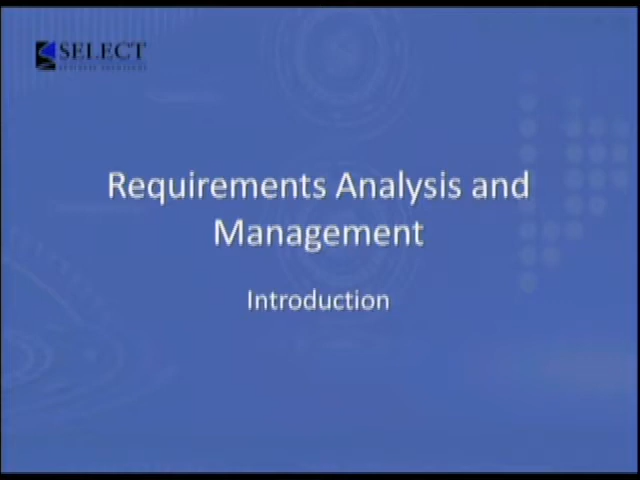 SELECT
Requirements Analysis and
Management
Introduction